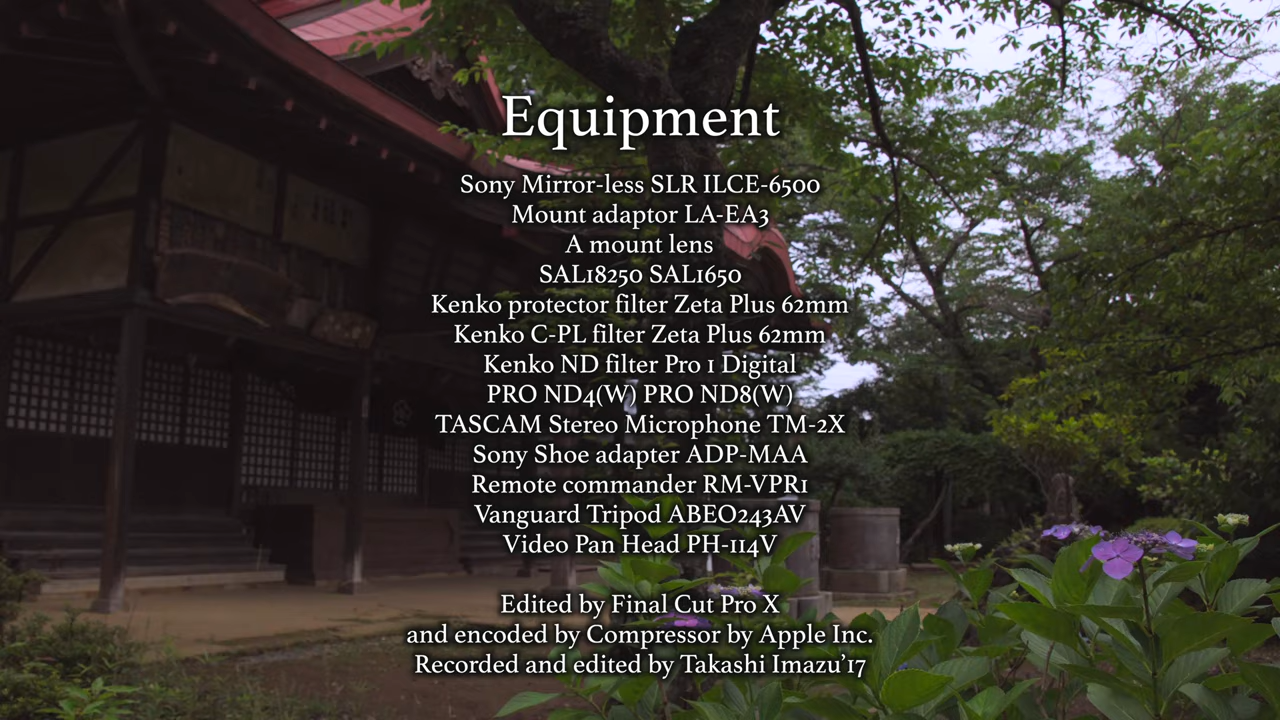 Equipment
Sony Mirror-less SLR ILCE-6500
Mount adaptor LA-EA3
A mount lens
SAL18250 SAL1650
Kenko protector filter Zeta Plus 62mm
Kenko C-PL filter Zeta Plus 62mm
Kenko ND filter Pro 1 Digital
PRO ND4(W) PRO ND8(W)
TASCAM Stereo Microphone TM-2X
Sony Shoe adapter ADP-MAA
Remote commander RM-VPR1
Vanguard Tripod ABEO243AV
Video Pan Head PH-114V
Edited by Final Cut Pro X
and encoded by Compressor by Apple Inc.
Recorded and edited by Takashi Imazu’17